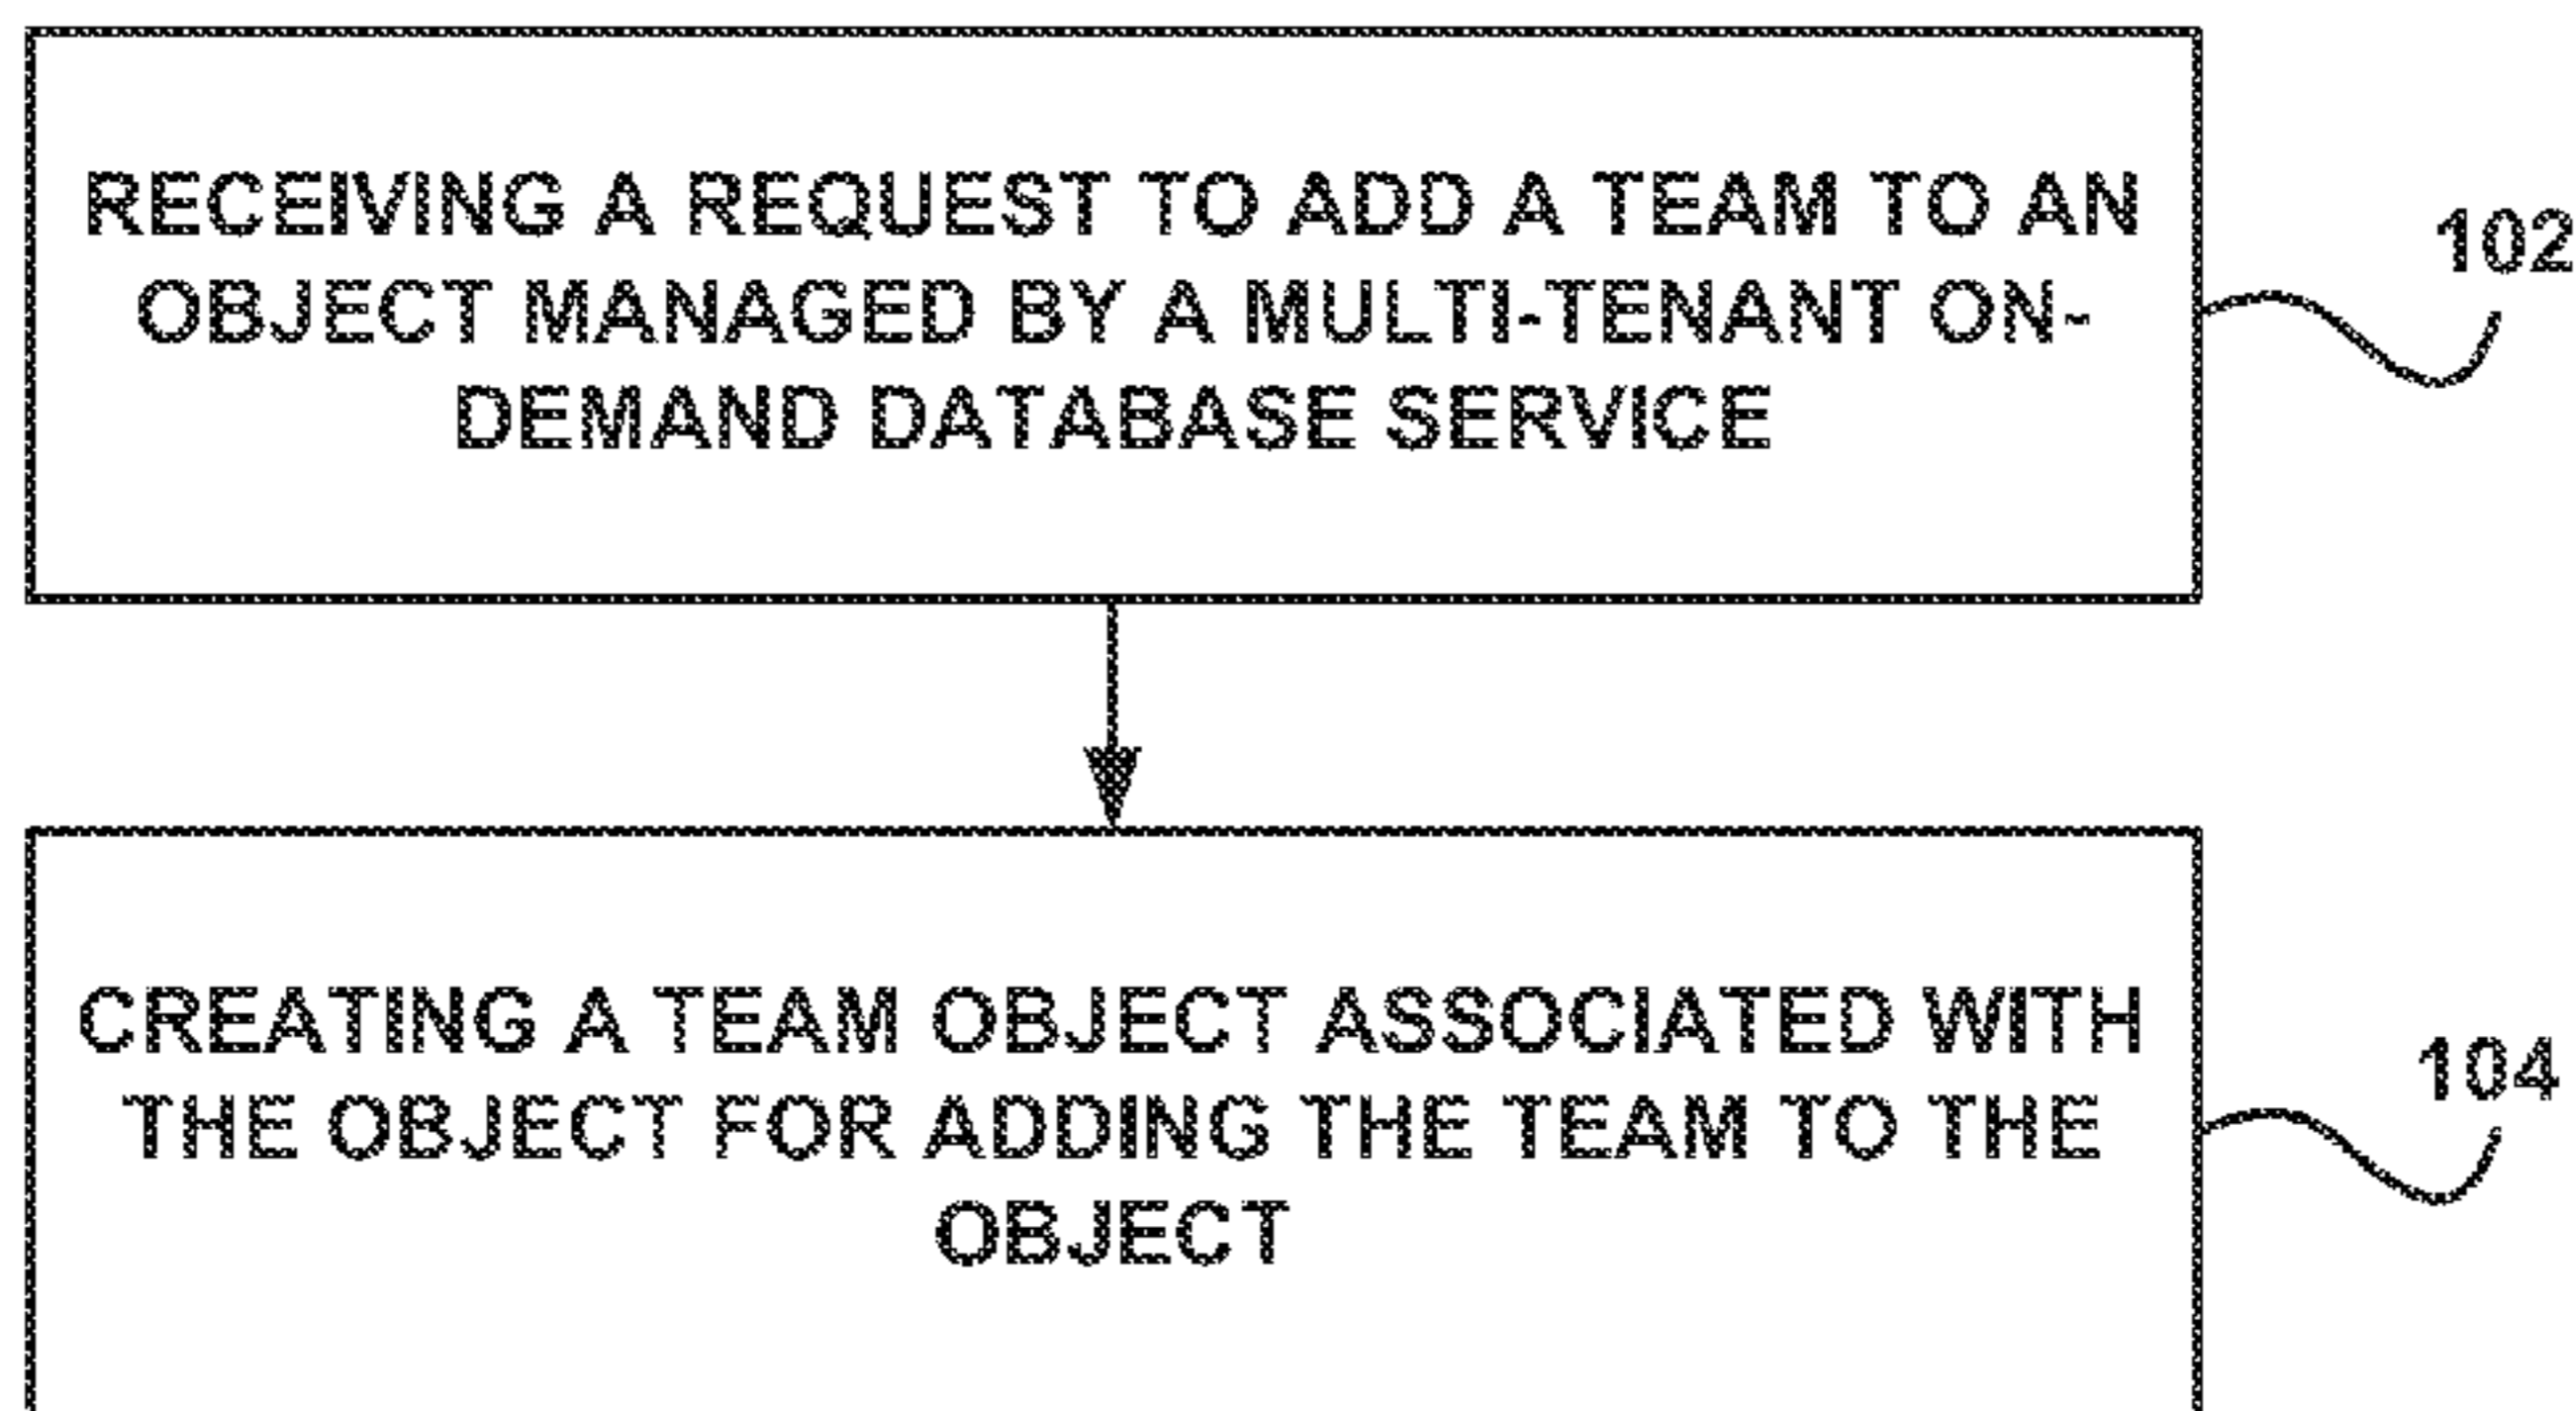 RECEIVING A REQUEST TO ADD A TEAM TO AN
OBJECT MANAGED BY A MULTI-TENANT ON-
DEMAND DATABASE SERVICE
102
CREATING A TEAM OBJECT ASSOCIATED WITH
THE OBJECT FOR ADDING THE TEAM TO THE
OBJECT
104